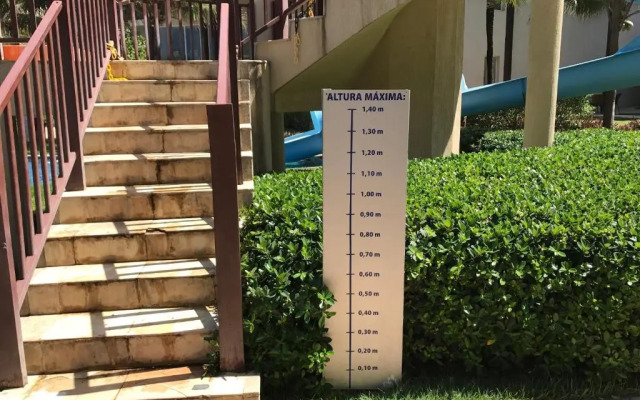 ALTURA MÁXIMA:
1,40 m
1,30 m
1,20 m
1,10 m
1,00 m
0,90 m
0,80 m
0,70 m
0,60 m
0,50 m
0,40 m
0,30 m
0,20 m
0,10 m